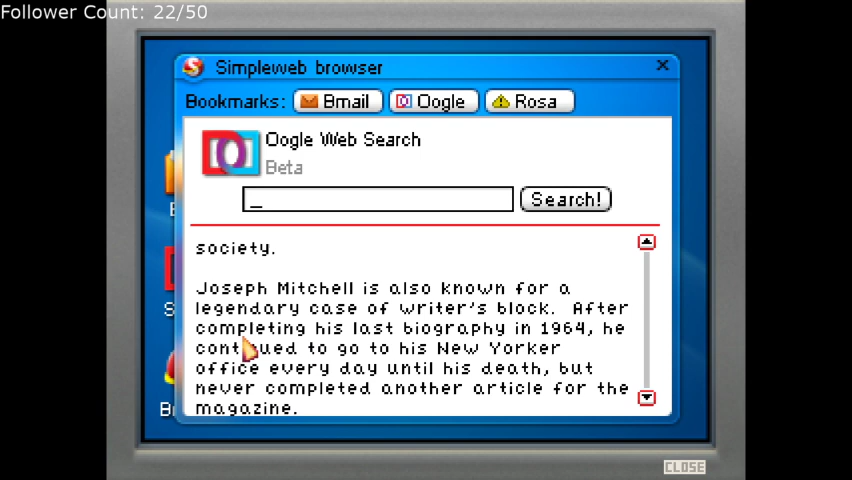 Follower Count: 22/50
Simpleweb browser
Bookmarks: Bmail Oogle Rosa
Oogle Web Search
Beta
_ Search!
society.
Joseph Mitchell is also known for a
legendary case of writer's block. After
completing his last biography in 1964, he
continued to go to his New Yorker
office every day until his death, but
never completed another article for the
magazine.
CLOSE